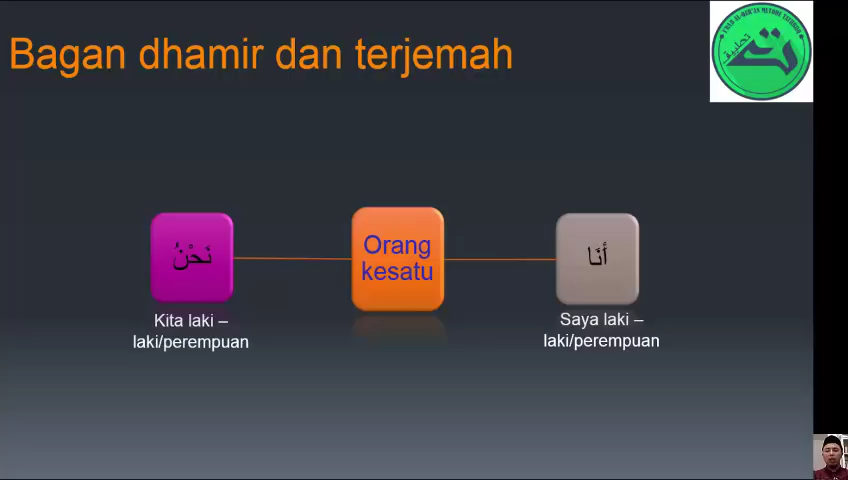 Bagan dhamir dan terjemah
نَحْنُ
Orang
kesatu
أَنَا
Kita laki –
laki/perempuan
Saya laki –
laki/perempuan